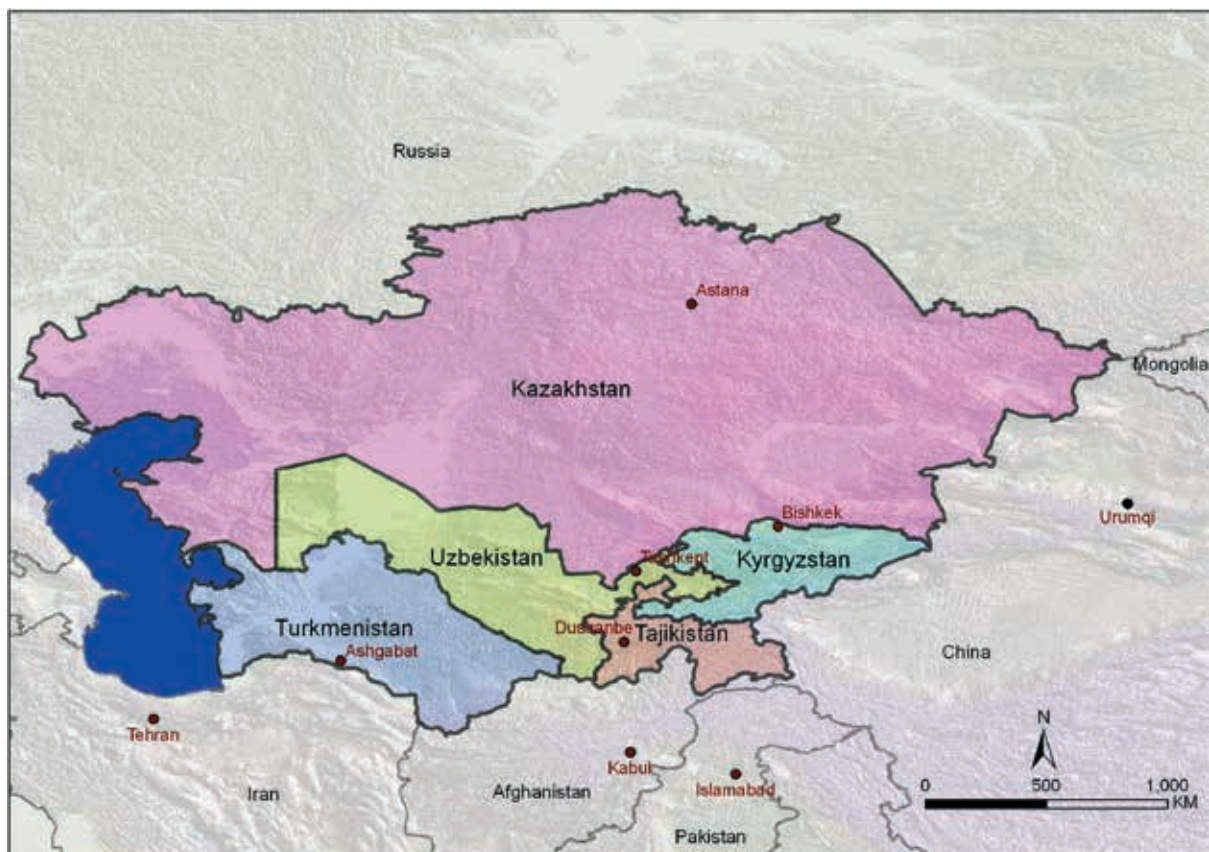 Russia
Astana
Mongolia
Kazakhstan
Urumqi
Bishkek
Uzbekistan
Tashkent
Kyrgyzstan
Turkmenistan
Dushanbe
Tajikistan
Ashgabat
China
Tehran
N
Kabul
Islamabad
Iran
Afghanistan
0 500 1.000
KM
Pakistan